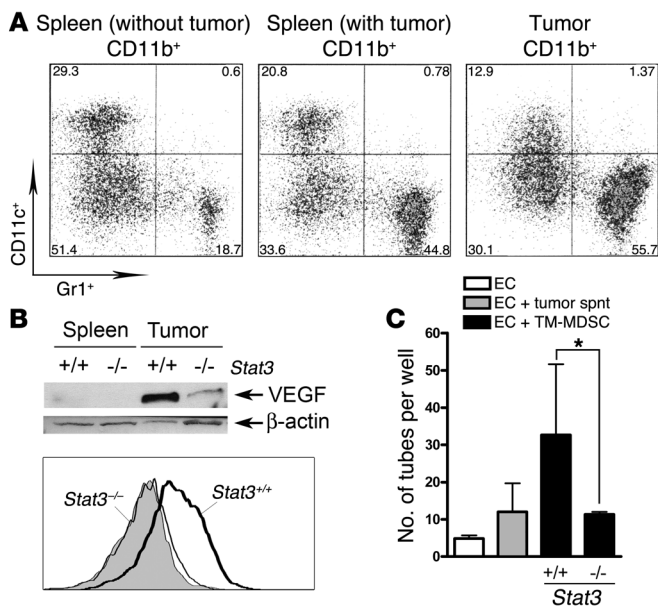 A
Spleen (without tumor)
CD11b+
Spleen (with tumor)
CD11b+
Tumor
CD11b+
29.3 0.6
51.4 18.7
20.8 0.78
33.6 44.8
12.9 1.37
30.1 55.7
CD11c+
Gr1+
B
Spleen Tumor
+/+ -/- +/+ -/- Stat3
VEGF
β-actin
Stat3–/– Stat3+/+
C
EC
EC + tumor spnt
EC + TM-MDSC
No. of tubes per well
60
50
40
30
20
10
0
*
+/+ -/-
Stat3